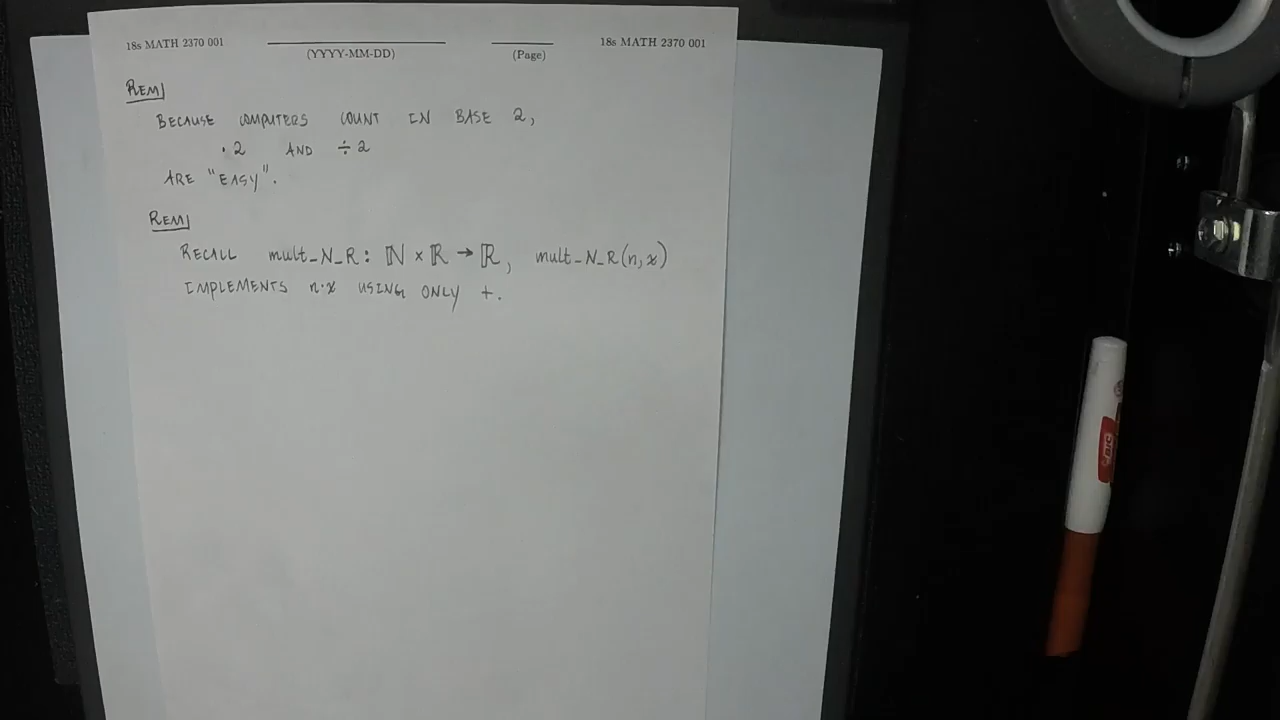 18s MATH 2370 001
(YYYY-MM-DD)
(Page)
18s MATH 2370 001
REM
BECAUSE COMPUTERS COUNT IN BASE 2,
·2 AND ÷2
ARE "EASY".
REM
RECALL mult_N_R: ℕ × ℝ → ℝ, mult_N_R(n,x)
IMPLEMENTS n·x USING ONLY +.
BIC